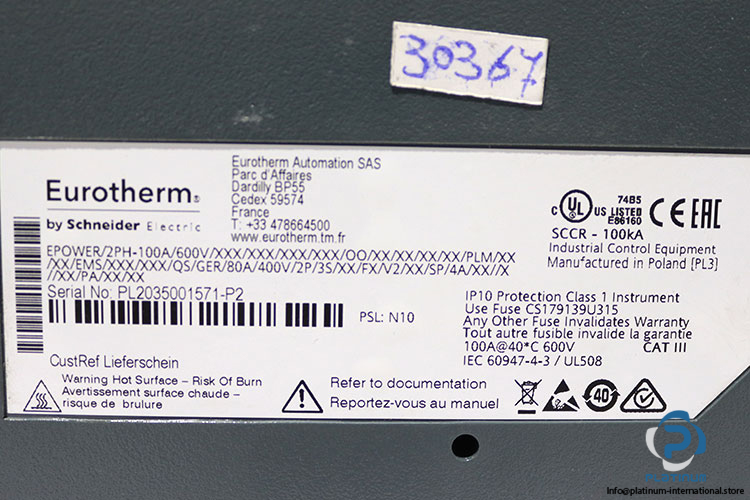 30367
Eurotherm®
by Schneider Electric
Eurotherm Automation SAS
Parc d'Affaires
Dardilly BP55
Cedex 59574
France
T: +33 478664500
www.eurotherm.tm.fr
C UL US LISTED
74B5
E86160
CE EAC
SCCR - 100kA
Industrial Control Equipment
Manufactured in Poland [PL3]
EPOWER/2PH-100A/600V/XXX/XXX/XXX/XXX/OO/XX/XX/XX/XX/PLM/XX
/XX/EMS/XXX/XXX/QS/GER/80A/400V/2P/3S/XX/FX/V2/XX/SP/4A/XX//
/XX/PA/XX/XX
Serial No: PL2035001571-P2
PSL: N10
IP10 Protection Class 1 Instrument
Use Fuse CS179139U315
Any Other Fuse Invalidates Warranty
Tout autre fusible invalide la garantie
100A@40*C 600V CAT III
IEC 60947-4-3 / UL508
CustRef Lieferschein
Warning Hot Surface - Risk Of Burn
Avertissement surface chaude -
risque de brulure
Refer to documentation
Reportez-vous au manuel
40
PLATINUM
Info@platinum-international.store